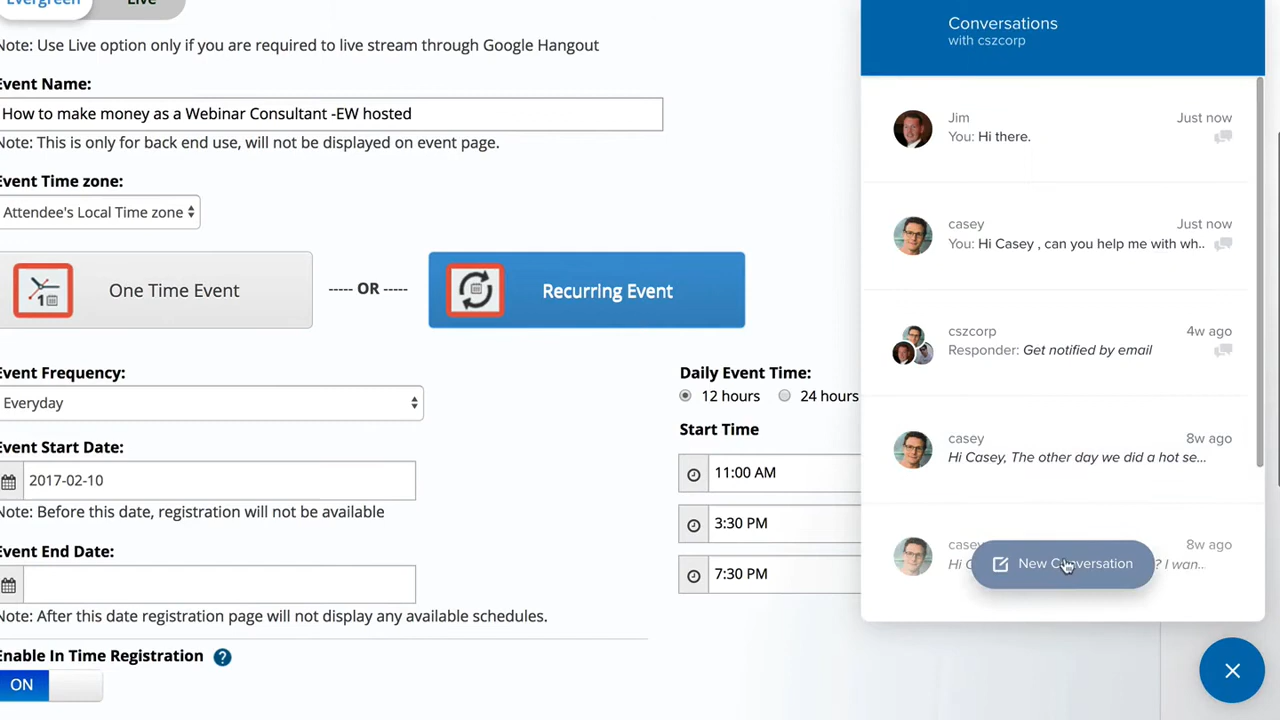 Evergreen
Live
Note: Use Live option only if you are required to live stream through Google Hangout
Event Name:
How to make money as a Webinar Consultant -EW hosted
Note: This is only for back end use, will not be displayed on event page.
Event Time zone:
Attendee's Local Time zone
1
One Time Event
----- OR -----
Recurring Event
Event Frequency:
Everyday
Event Start Date:
2017-02-10
Note: Before this date, registration will not be available
Event End Date:
Note: After this date registration page will not display any available schedules.
Enable In Time Registration ?
ON
Daily Event Time:
12 hours 24 hours
Start Time
11:00 AM
3:30 PM
7:30 PM
Conversations
with cszcorp
Jim Just now
You: Hi there.
casey Just now
You: Hi Casey , can you help me with wh..
cszcorp 4w ago
Responder: Get notified by email
casey 8w ago
Hi Casey, The other day we did a hot se...
casey 8w ago
Hi ? I wan..
New Conversation